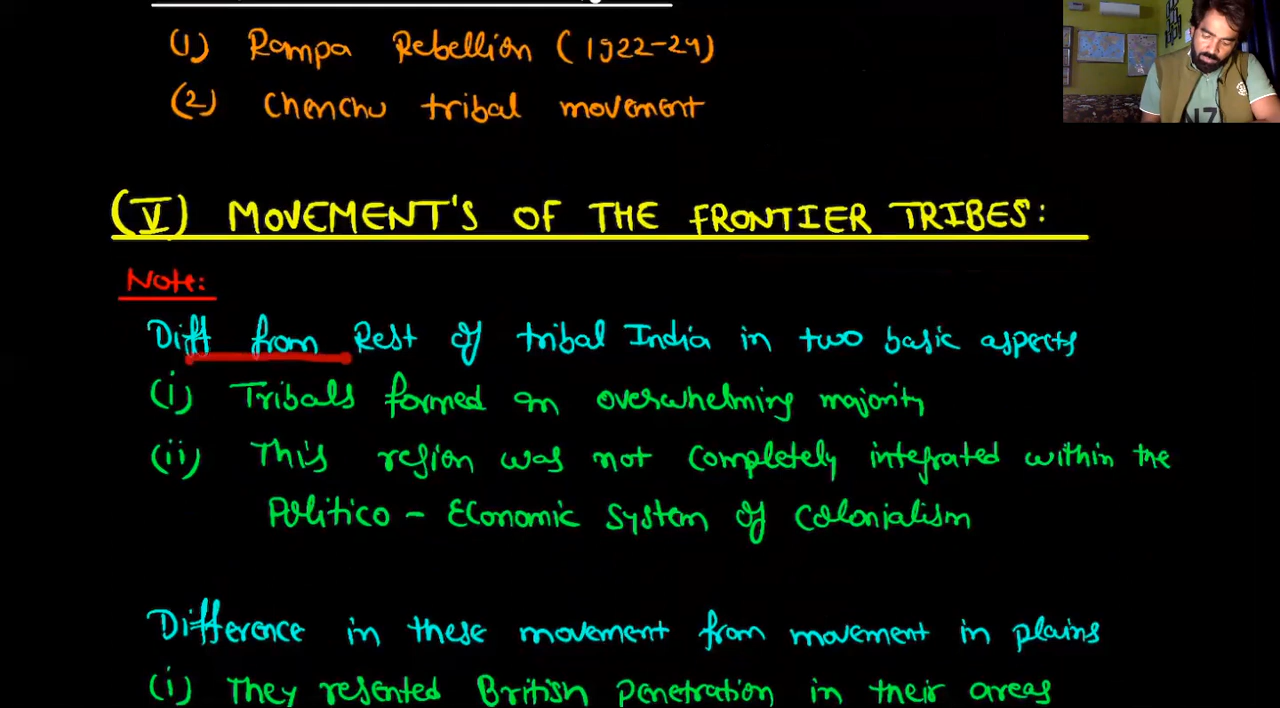 (1) Rampa Rebellion (1922-24)
(2) Chenchu tribal movement
(V) MOVEMENT'S OF THE FRONTIER TRIBES:
Note:
Diff from Rest of tribal India in two basic aspects
(i) Tribals formed an overwhelming majority
(ii) This region was not completely integrated within the
Politico - Economic System of Colonialism
Difference in these movement from movement in plains
(i) They resented British penetration in their areas